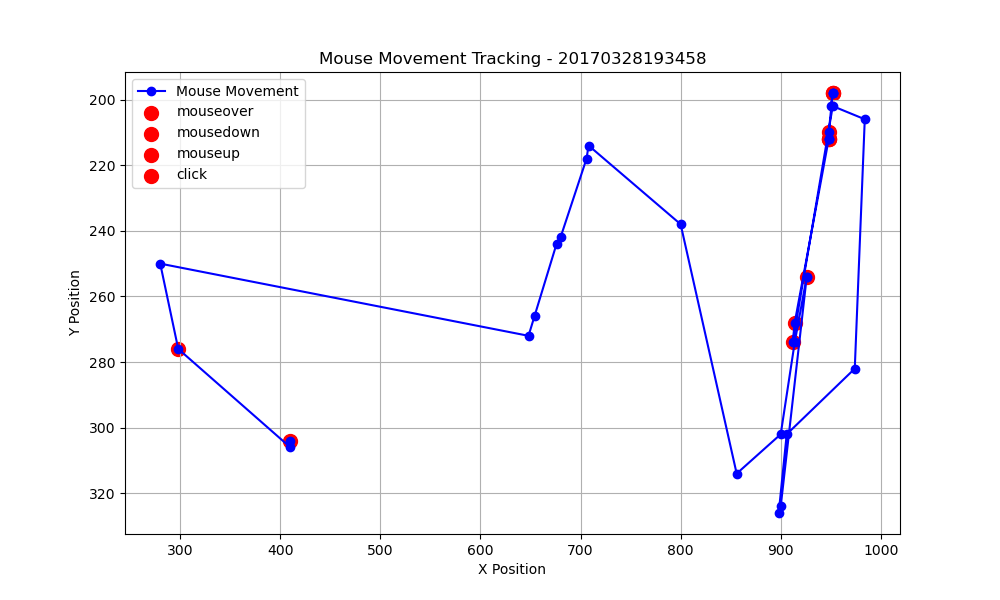 Mouse Movement Tracking - 20170328193458
Mouse Movement
mouseover
mousedown
mouseup
click
200
220
240
260
280
300
320
Y Position
300 400 500 600 700 800 900 1000
X Position